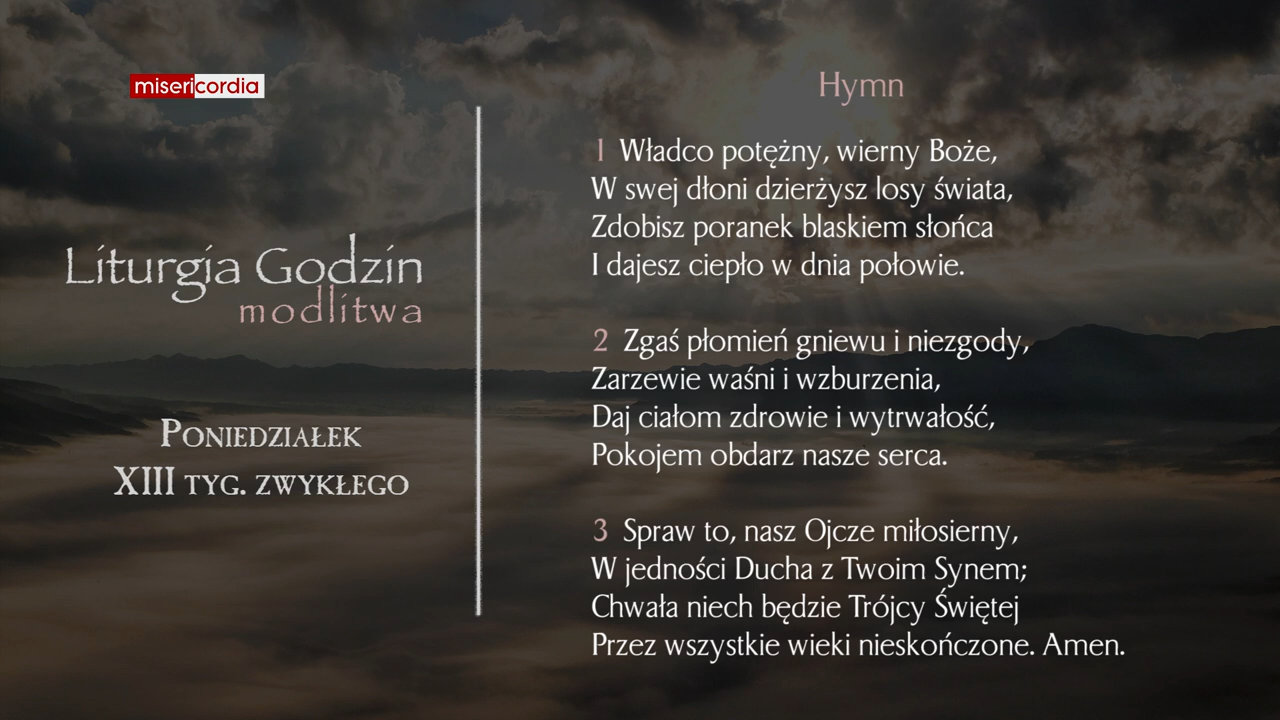 misericordia
Liturgia Godzin
modlitwa
Poniedziałek
XIII tyg. zwykłego
Hymn
1 Władco potężny, wierny Boże,
W swej dłoni dzierżysz losy świata,
Zdobisz poranek blaskiem słońca
I dajesz ciepło w dnia połowie.
2 Zgaś płomień gniewu i niezgody,
Zarzewie waśni i wzburzenia,
Daj ciałom zdrowie i wytrwałość,
Pokojem obdarz nasze serca.
3 Spraw to, nasz Ojcze miłosierny,
W jedności Ducha z Twoim Synem;
Chwała niech będzie Trójcy Świętej
Przez wszystkie wieki nieskończone. Amen.